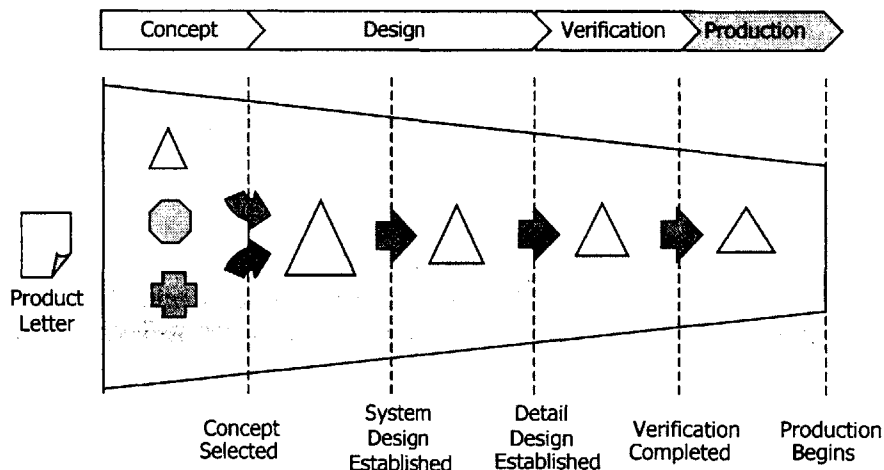 Concept
Design
Verification
Production
Product
Letter
Concept
Selected
System
Design
Established
Detail
Design
Established
Verification
Completed
Production
Begins